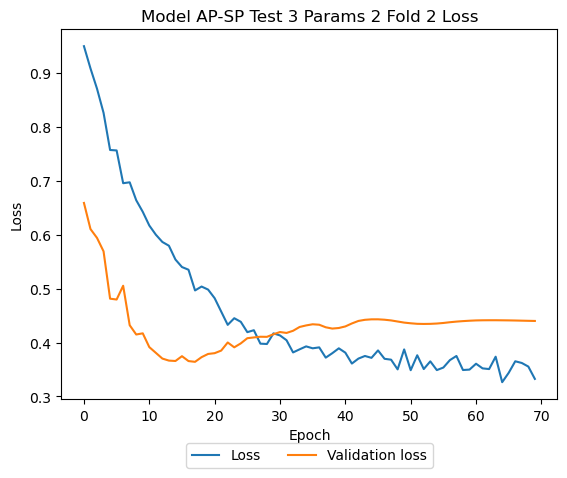 Model AP-SP Test 3 Params 2 Fold 2 Loss
0.9
0.8
0.7
0.6
0.5
0.4
0.3
Loss
0 10 20 30 40 50 60 70
Epoch
Loss Validation loss